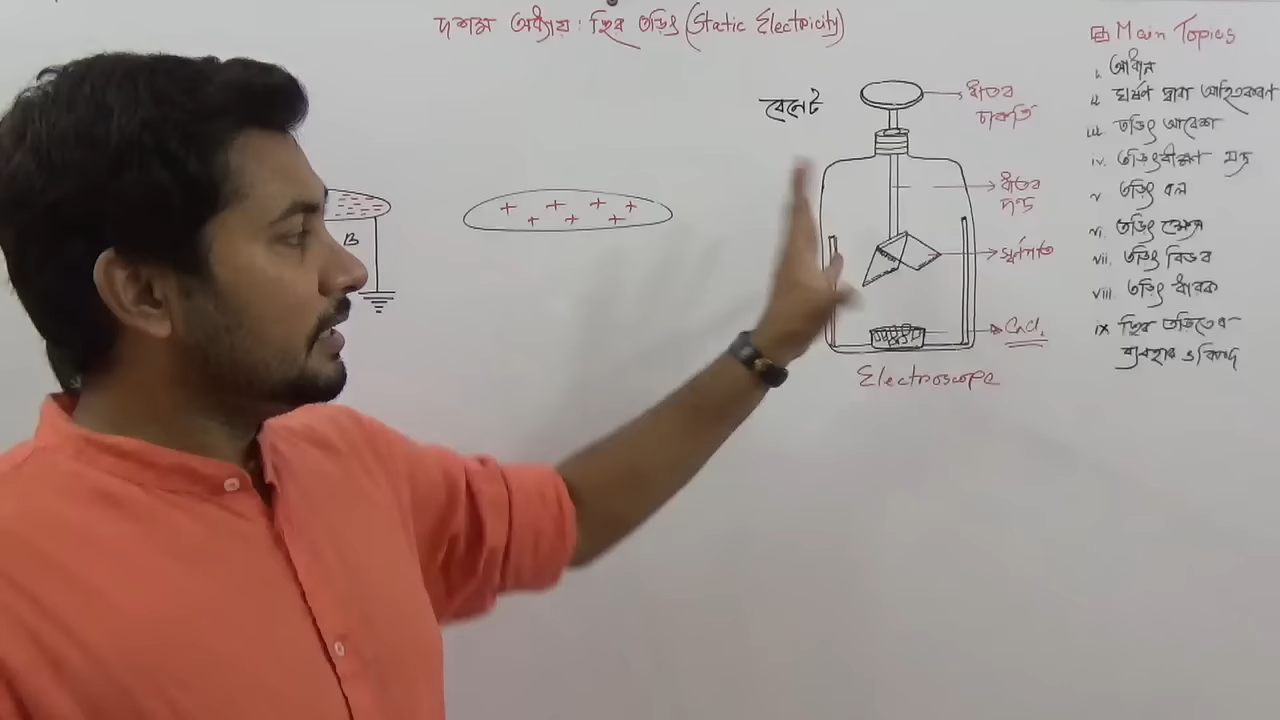 দশম অধ্যায়: স্থির তড়িৎ (Static Electricity)
B
বেনেট
ধাতব
চাকতি
ধাতব
দণ্ড
স্বর্ণপাত
CaCl₂
Electroscope
Main Topics
i. আধান
ii. ঘর্ষণ দ্বারা আহিতকরণ
iii. তড়িৎ আবেশ
iv. তড়িৎবীক্ষণ যন্ত্র
v. তড়িৎ বল
vi. তড়িৎ ক্ষেত্র
vii. তড়িৎ বিভব
viii. তড়িৎ ধারক
ix স্থির তড়িতের
ব্যবহার ও বিপদ